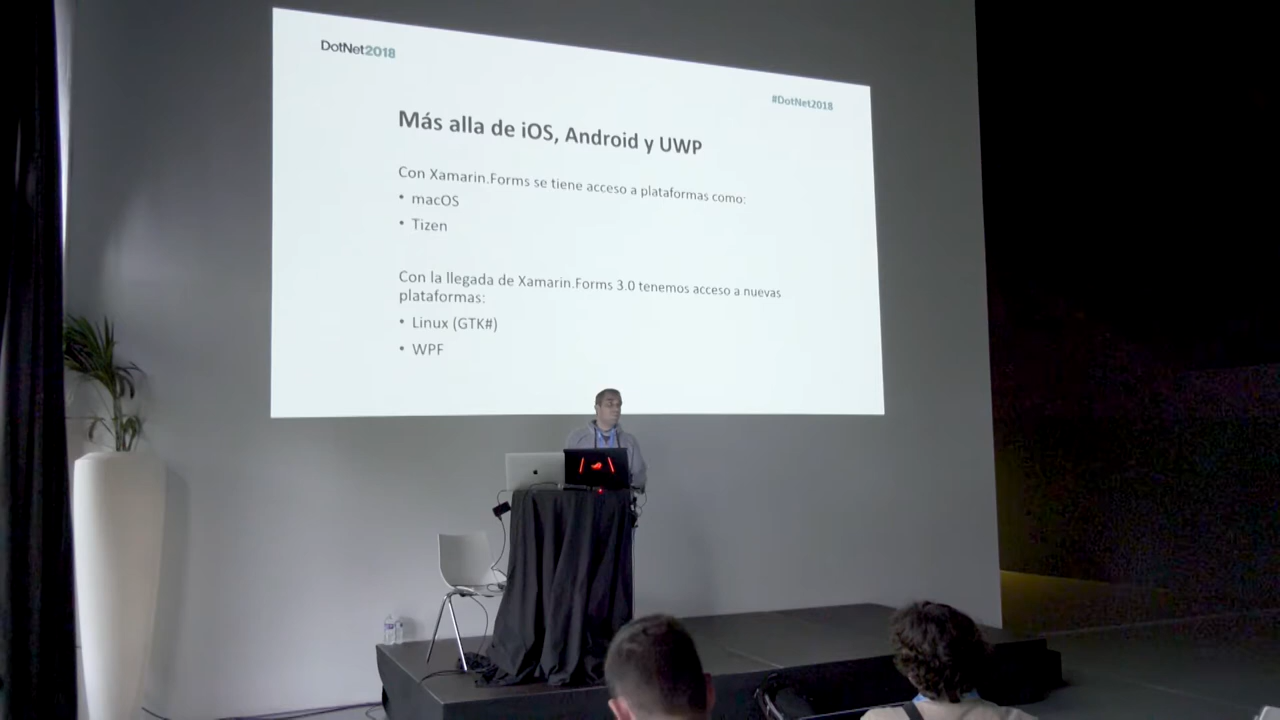 DotNet2018
#DotNet2018
Más alla de iOS, Android y UWP
Con Xamarin.Forms se tiene acceso a plataformas como:
• macOS
• Tizen
Con la llegada de Xamarin.Forms 3.0 tenemos acceso a nuevas
plataformas:
• Linux (GTK#)
• WPF